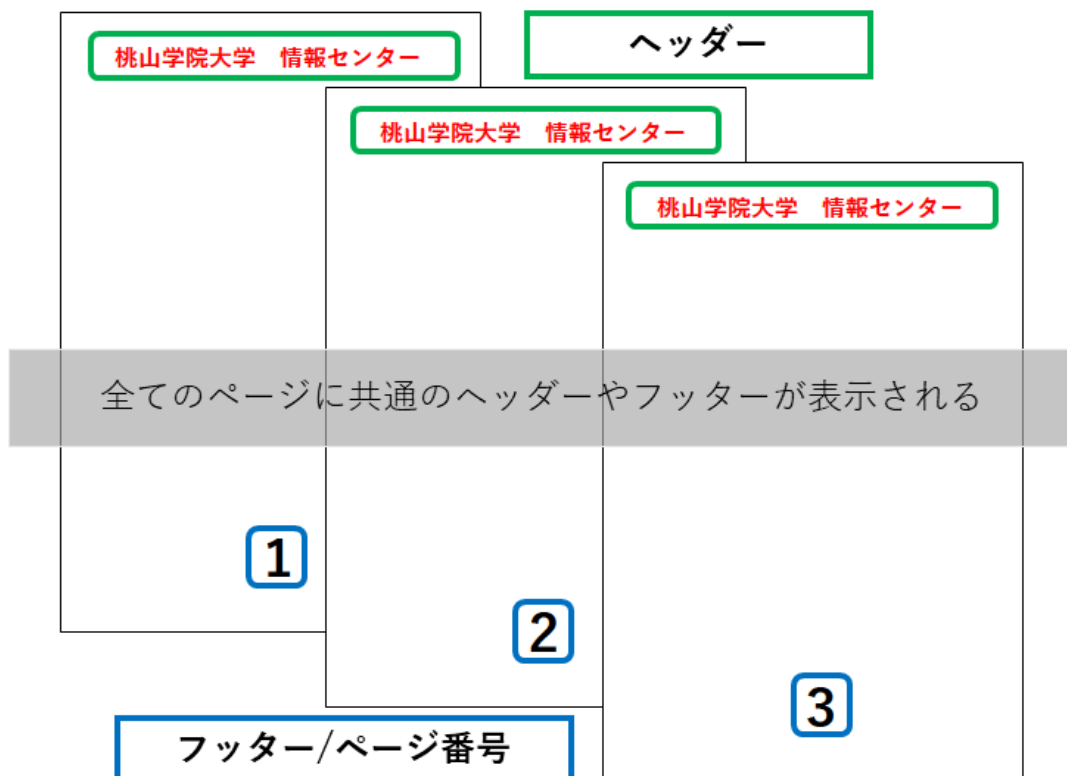 桃山学院大学　情報センター
ヘッダー
桃山学院大学　情報センター
桃山学院大学　情報センター
全てのページに共通のヘッダーやフッターが表示される
1
2
3
フッター/ページ番号